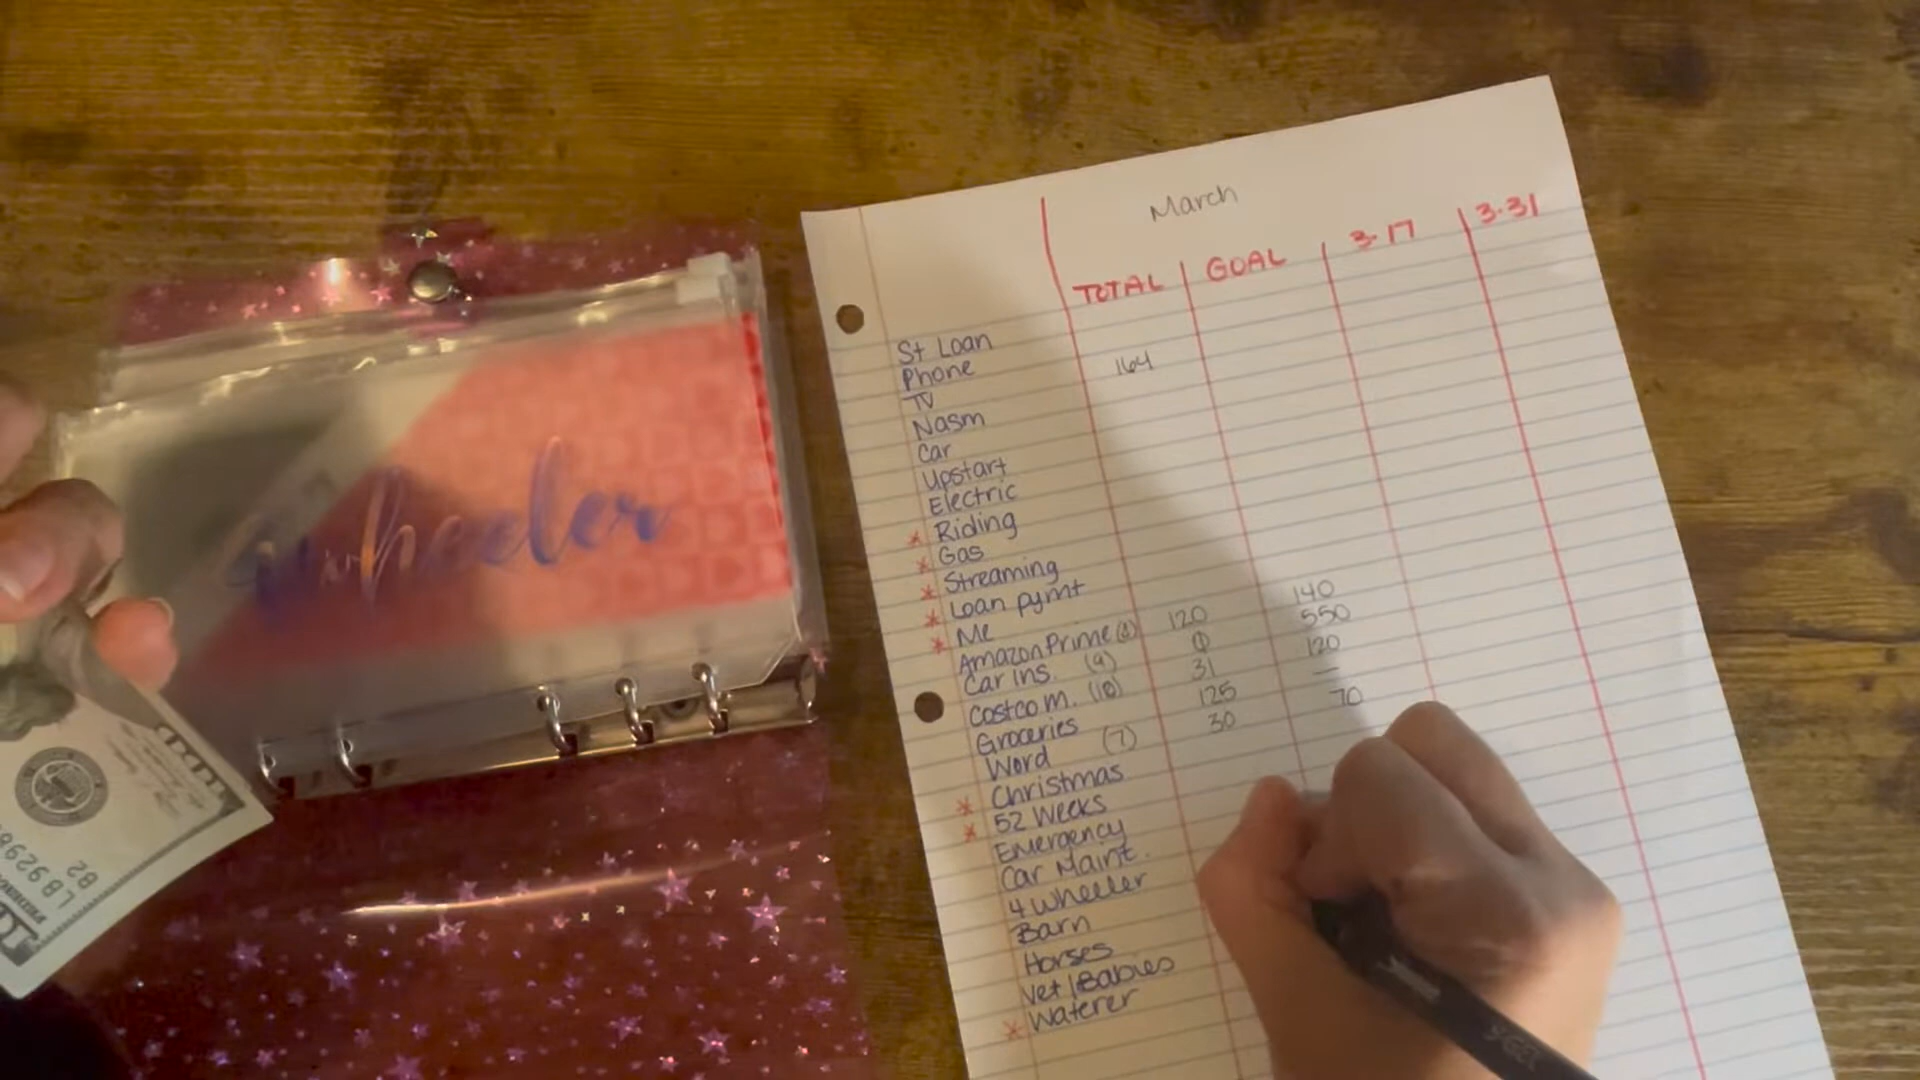 March
TOTAL GOAL 3.17 3.31
St Loan
Phone
TV 164
Nasm
Car
Upstart
Electric
* Riding
* Gas
* Streaming
* Loan pymt
* Me
Amazon Prime (8) 120 140
Car ins. (9) Φ 550
Costco m. (10) 31 120
Groceries 125 —
Word (7) 30 70
* Christmas
* 52 Weeks
Emergency
Car Maint.
4 wheeler
Barn
Horses
Vet/Babies
* Waterer
wheeler
B2